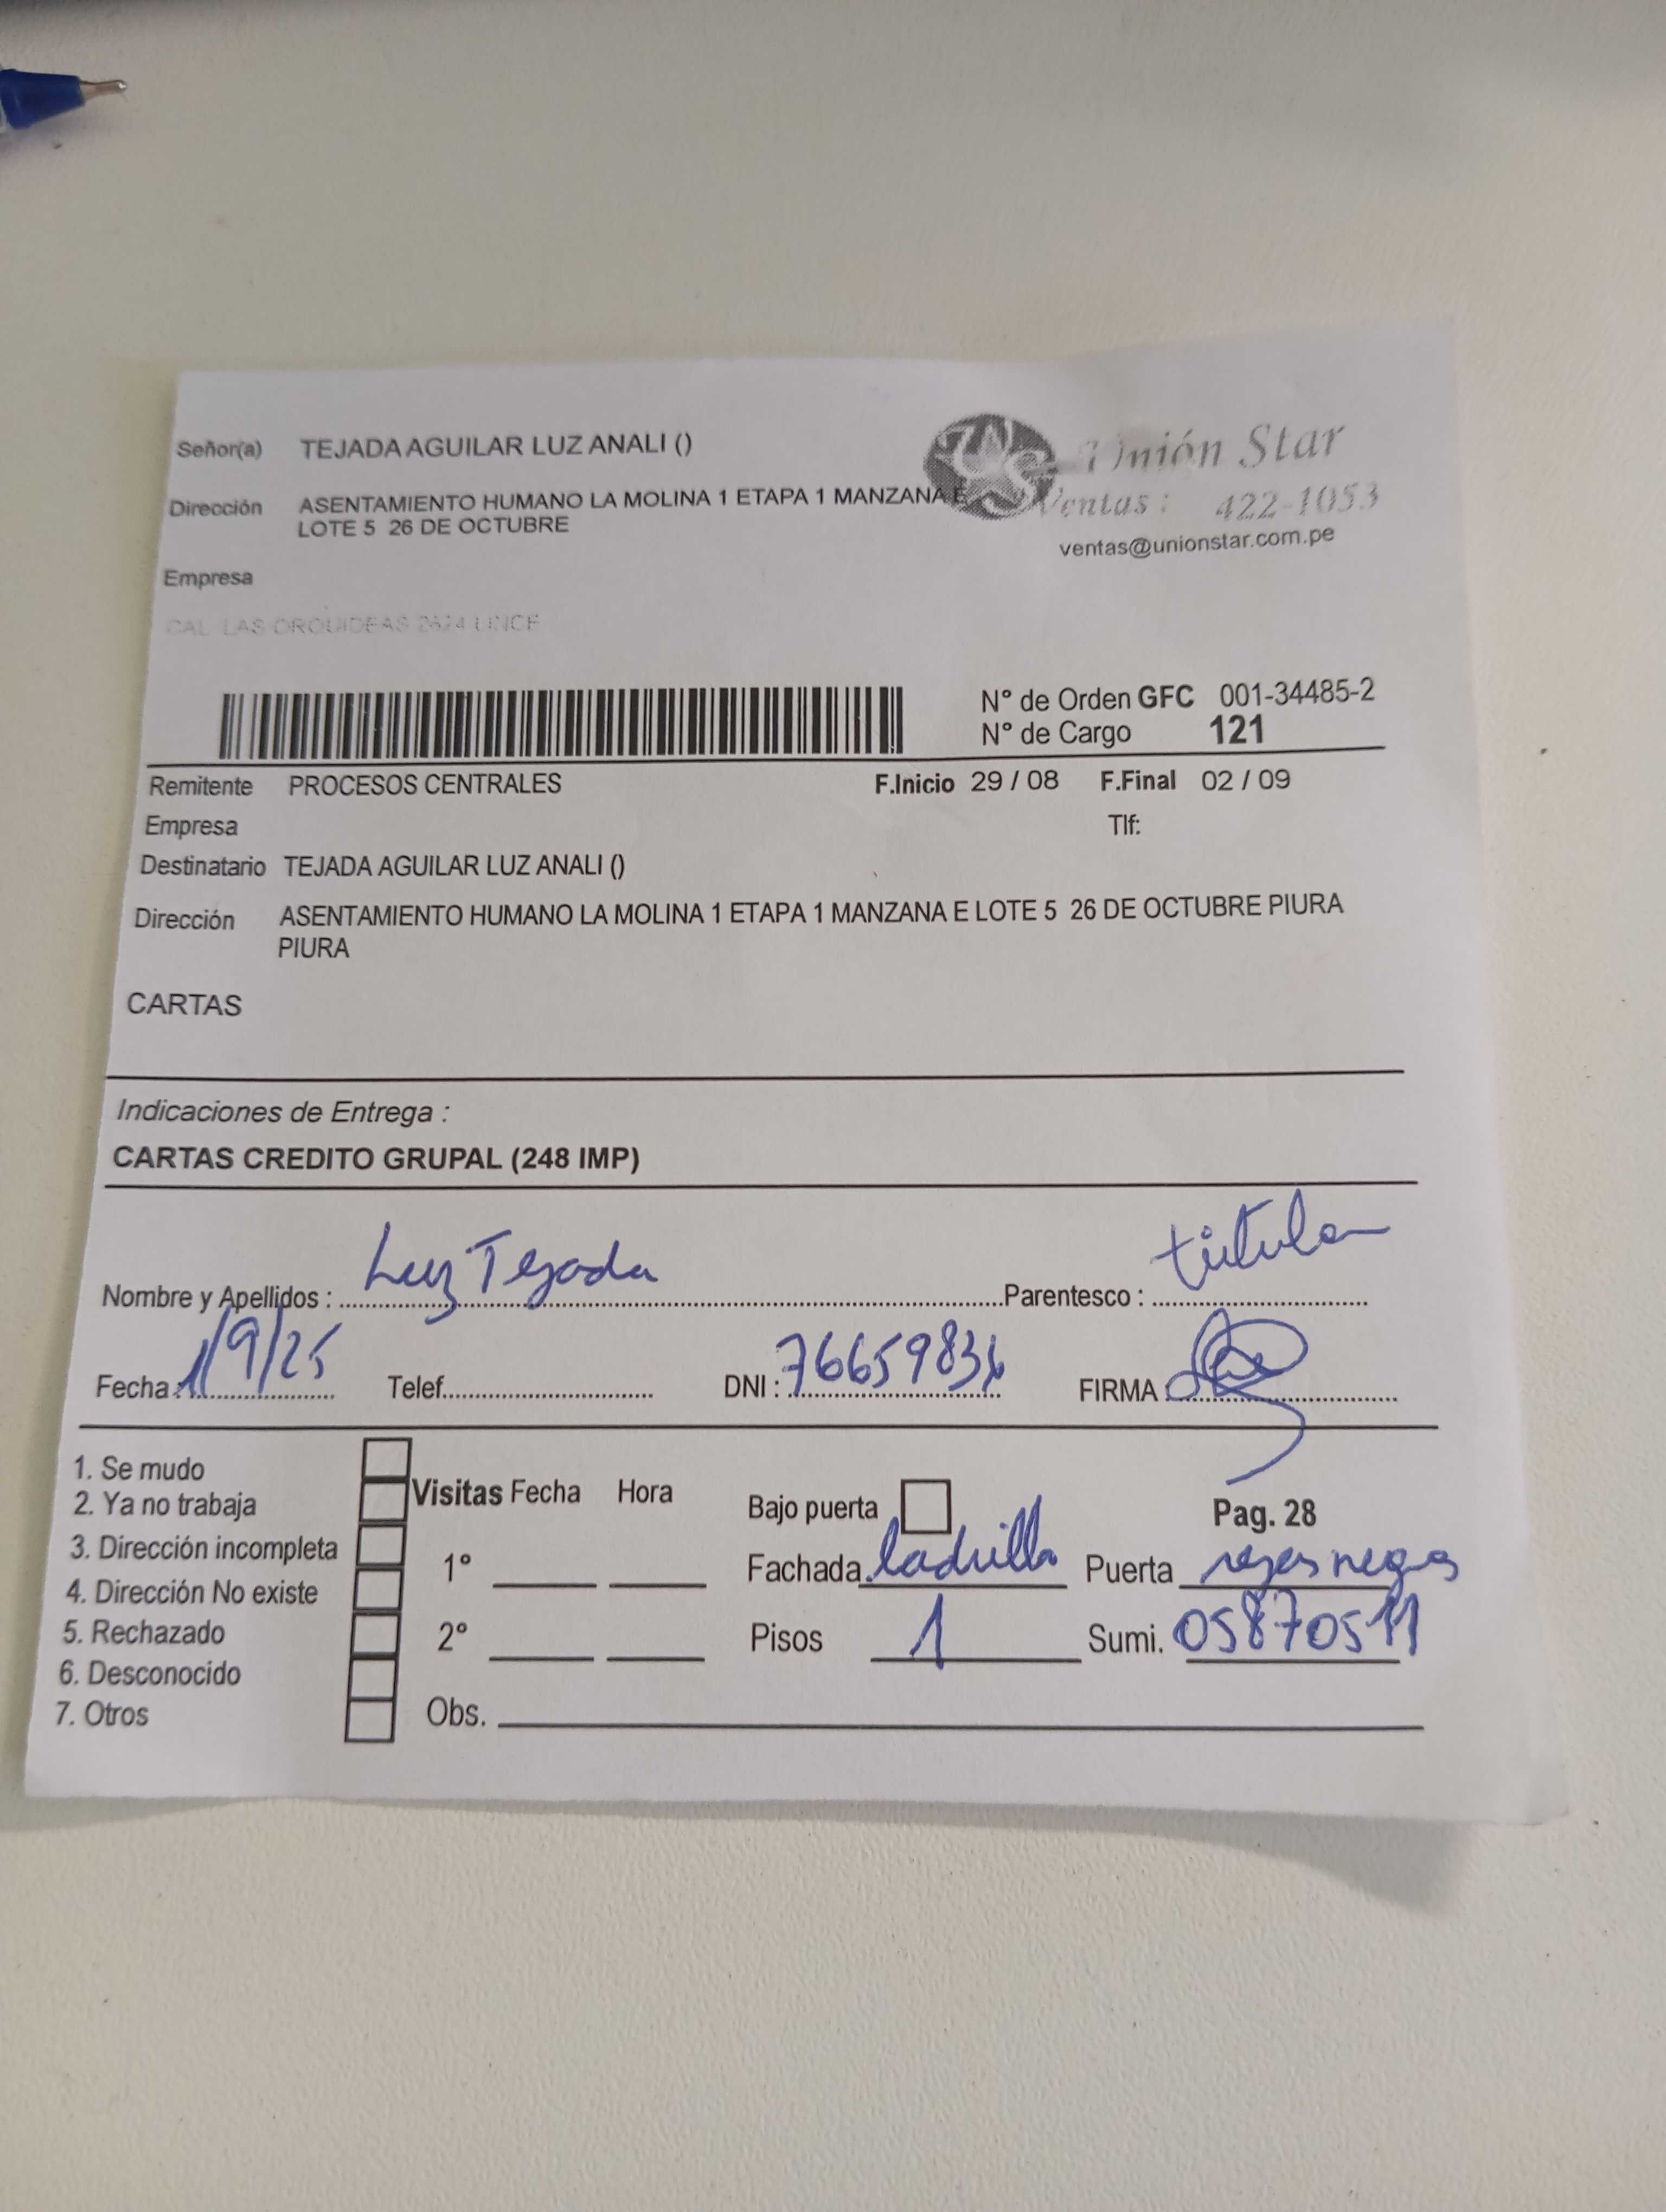 Señor(a) TEJADA AGUILAR LUZ ANALI ()
Unión Star
Dirección ASENTAMIENTO HUMANO LA MOLINA 1 ETAPA 1 MANZANA E
LOTE 5 26 DE OCTUBRE
Ventas : 422-1053
ventas@unionstar.com.pe
Empresa
CAL. LAS ORQUIDEAS LINCE
N° de Orden GFC 001-34485-2
N° de Cargo 121
Remitente PROCESOS CENTRALES F.Inicio 29 / 08 F.Final 02 / 09
Empresa Tlf:
Destinatario TEJADA AGUILAR LUZ ANALI ()
Dirección ASENTAMIENTO HUMANO LA MOLINA 1 ETAPA 1 MANZANA E LOTE 5 26 DE OCTUBRE PIURA
PIURA
CARTAS
Indicaciones de Entrega :
CARTAS CREDITO GRUPAL (248 IMP)
Nombre y Apellidos : Luz Tejada Parentesco : titular
Fecha : 1/9/25 Telef. DNI : FIRMA :
1. Se mudo
2. Ya no trabaja
3. Dirección incompleta
4. Dirección No existe
5. Rechazado
6. Desconocido
7. Otros
Visitas Fecha Hora
1°
2°
Obs.
Bajo puerta Pag. 28
Fachada ladrillo Puerta rejas negas
Pisos 1 Sumi. 05870511